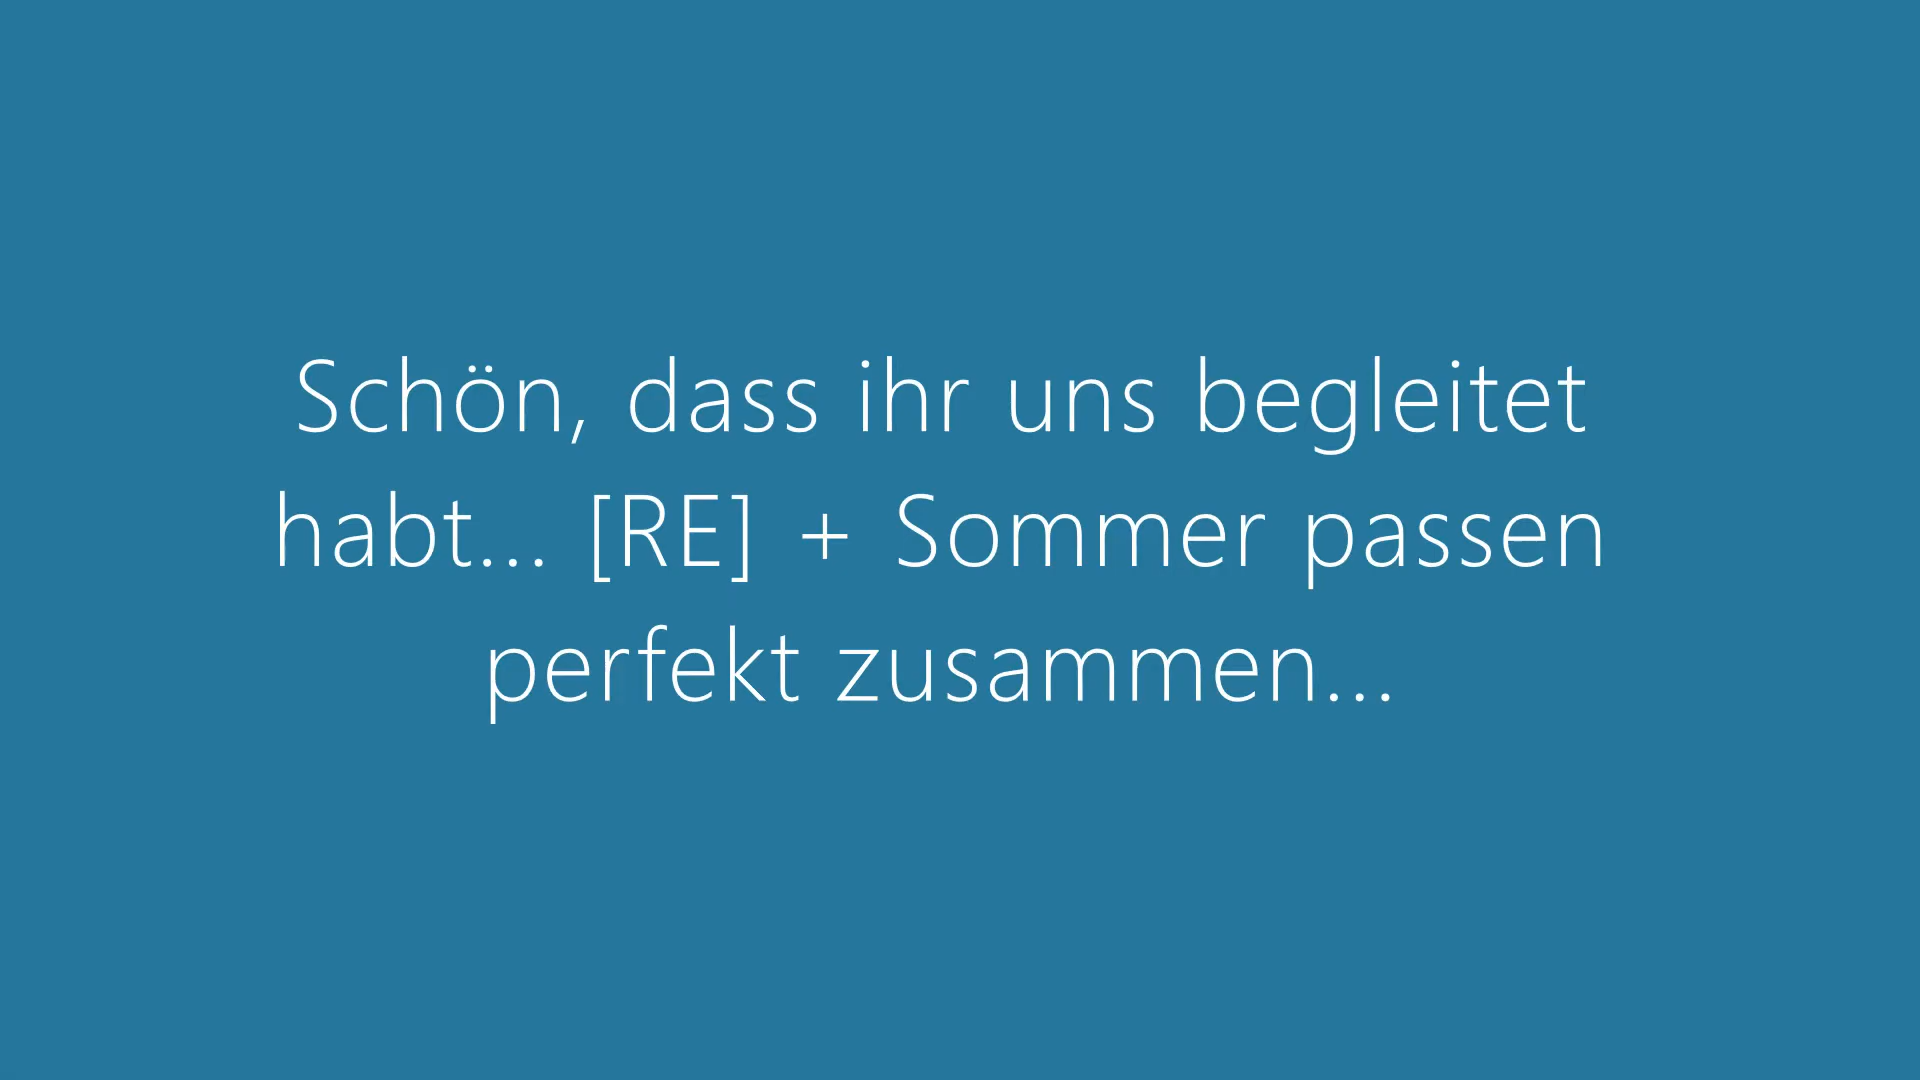 Schön, dass ihr uns begleitet
habt... [RE] + Sommer passen
perfekt zusammen...